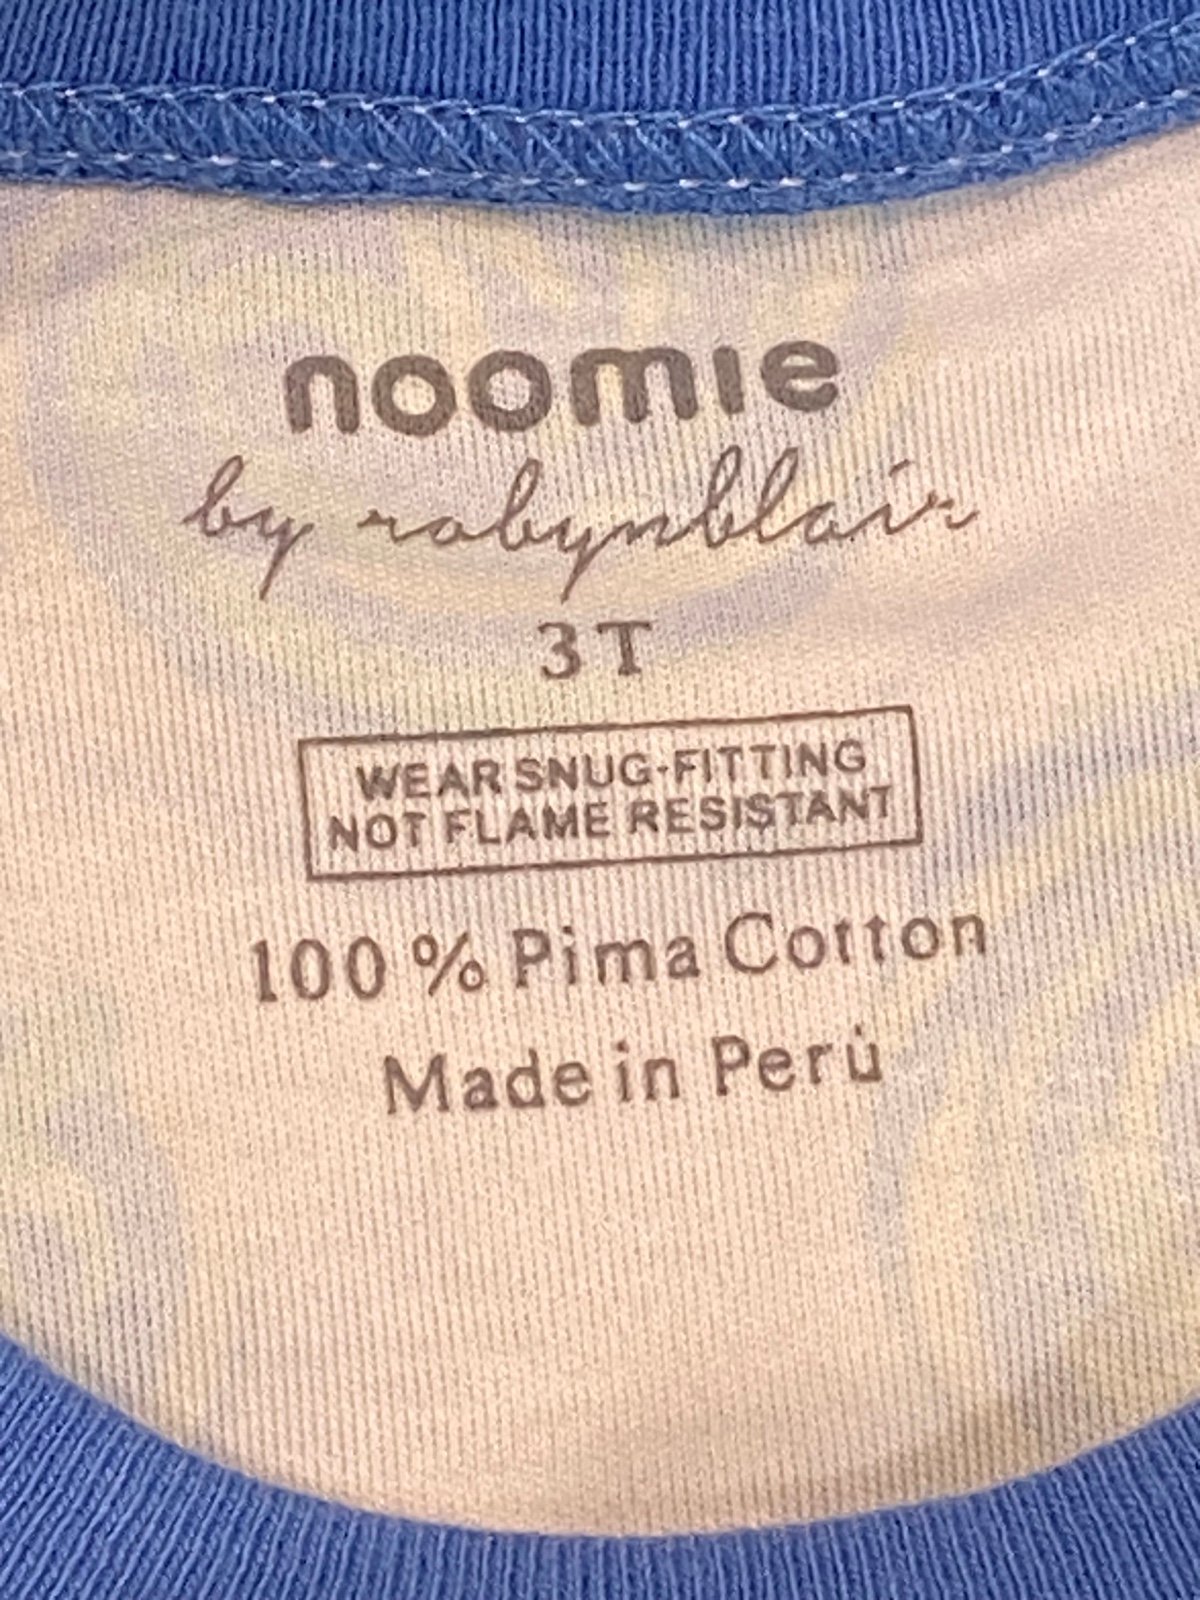 noomie
by robynblair
3T
WEAR SNUG-FITTING
NOT FLAME RESISTANT
100% Pima Cotton
Made in Perú